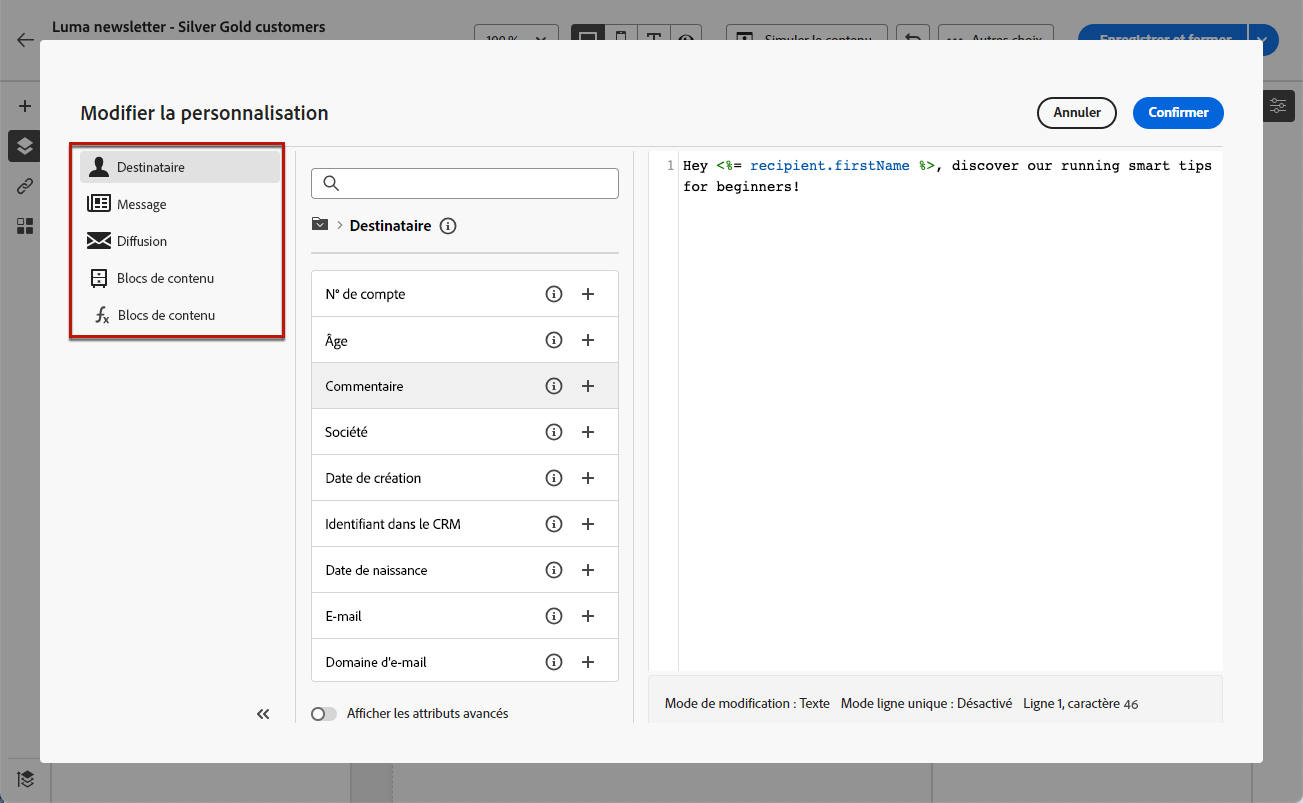 Luma newsletter - Silver Gold customers
100 %
Simuler le contenu
Autres choix
Enregistrer et fermer
Modifier la personnalisation
Annuler
Confirmer
Destinataire
Message
Diffusion
Blocs de contenu
fx Blocs de contenu
Destinataire
N° de compte
Âge
Commentaire
Société
Date de création
Identifiant dans le CRM
Date de naissance
E-mail
Domaine d'e-mail
Afficher les attributs avancés
1 Hey <%= recipient.firstName %>, discover our running smart tips
for beginners!
Mode de modification : Texte Mode ligne unique : Désactivé Ligne 1, caractère 46